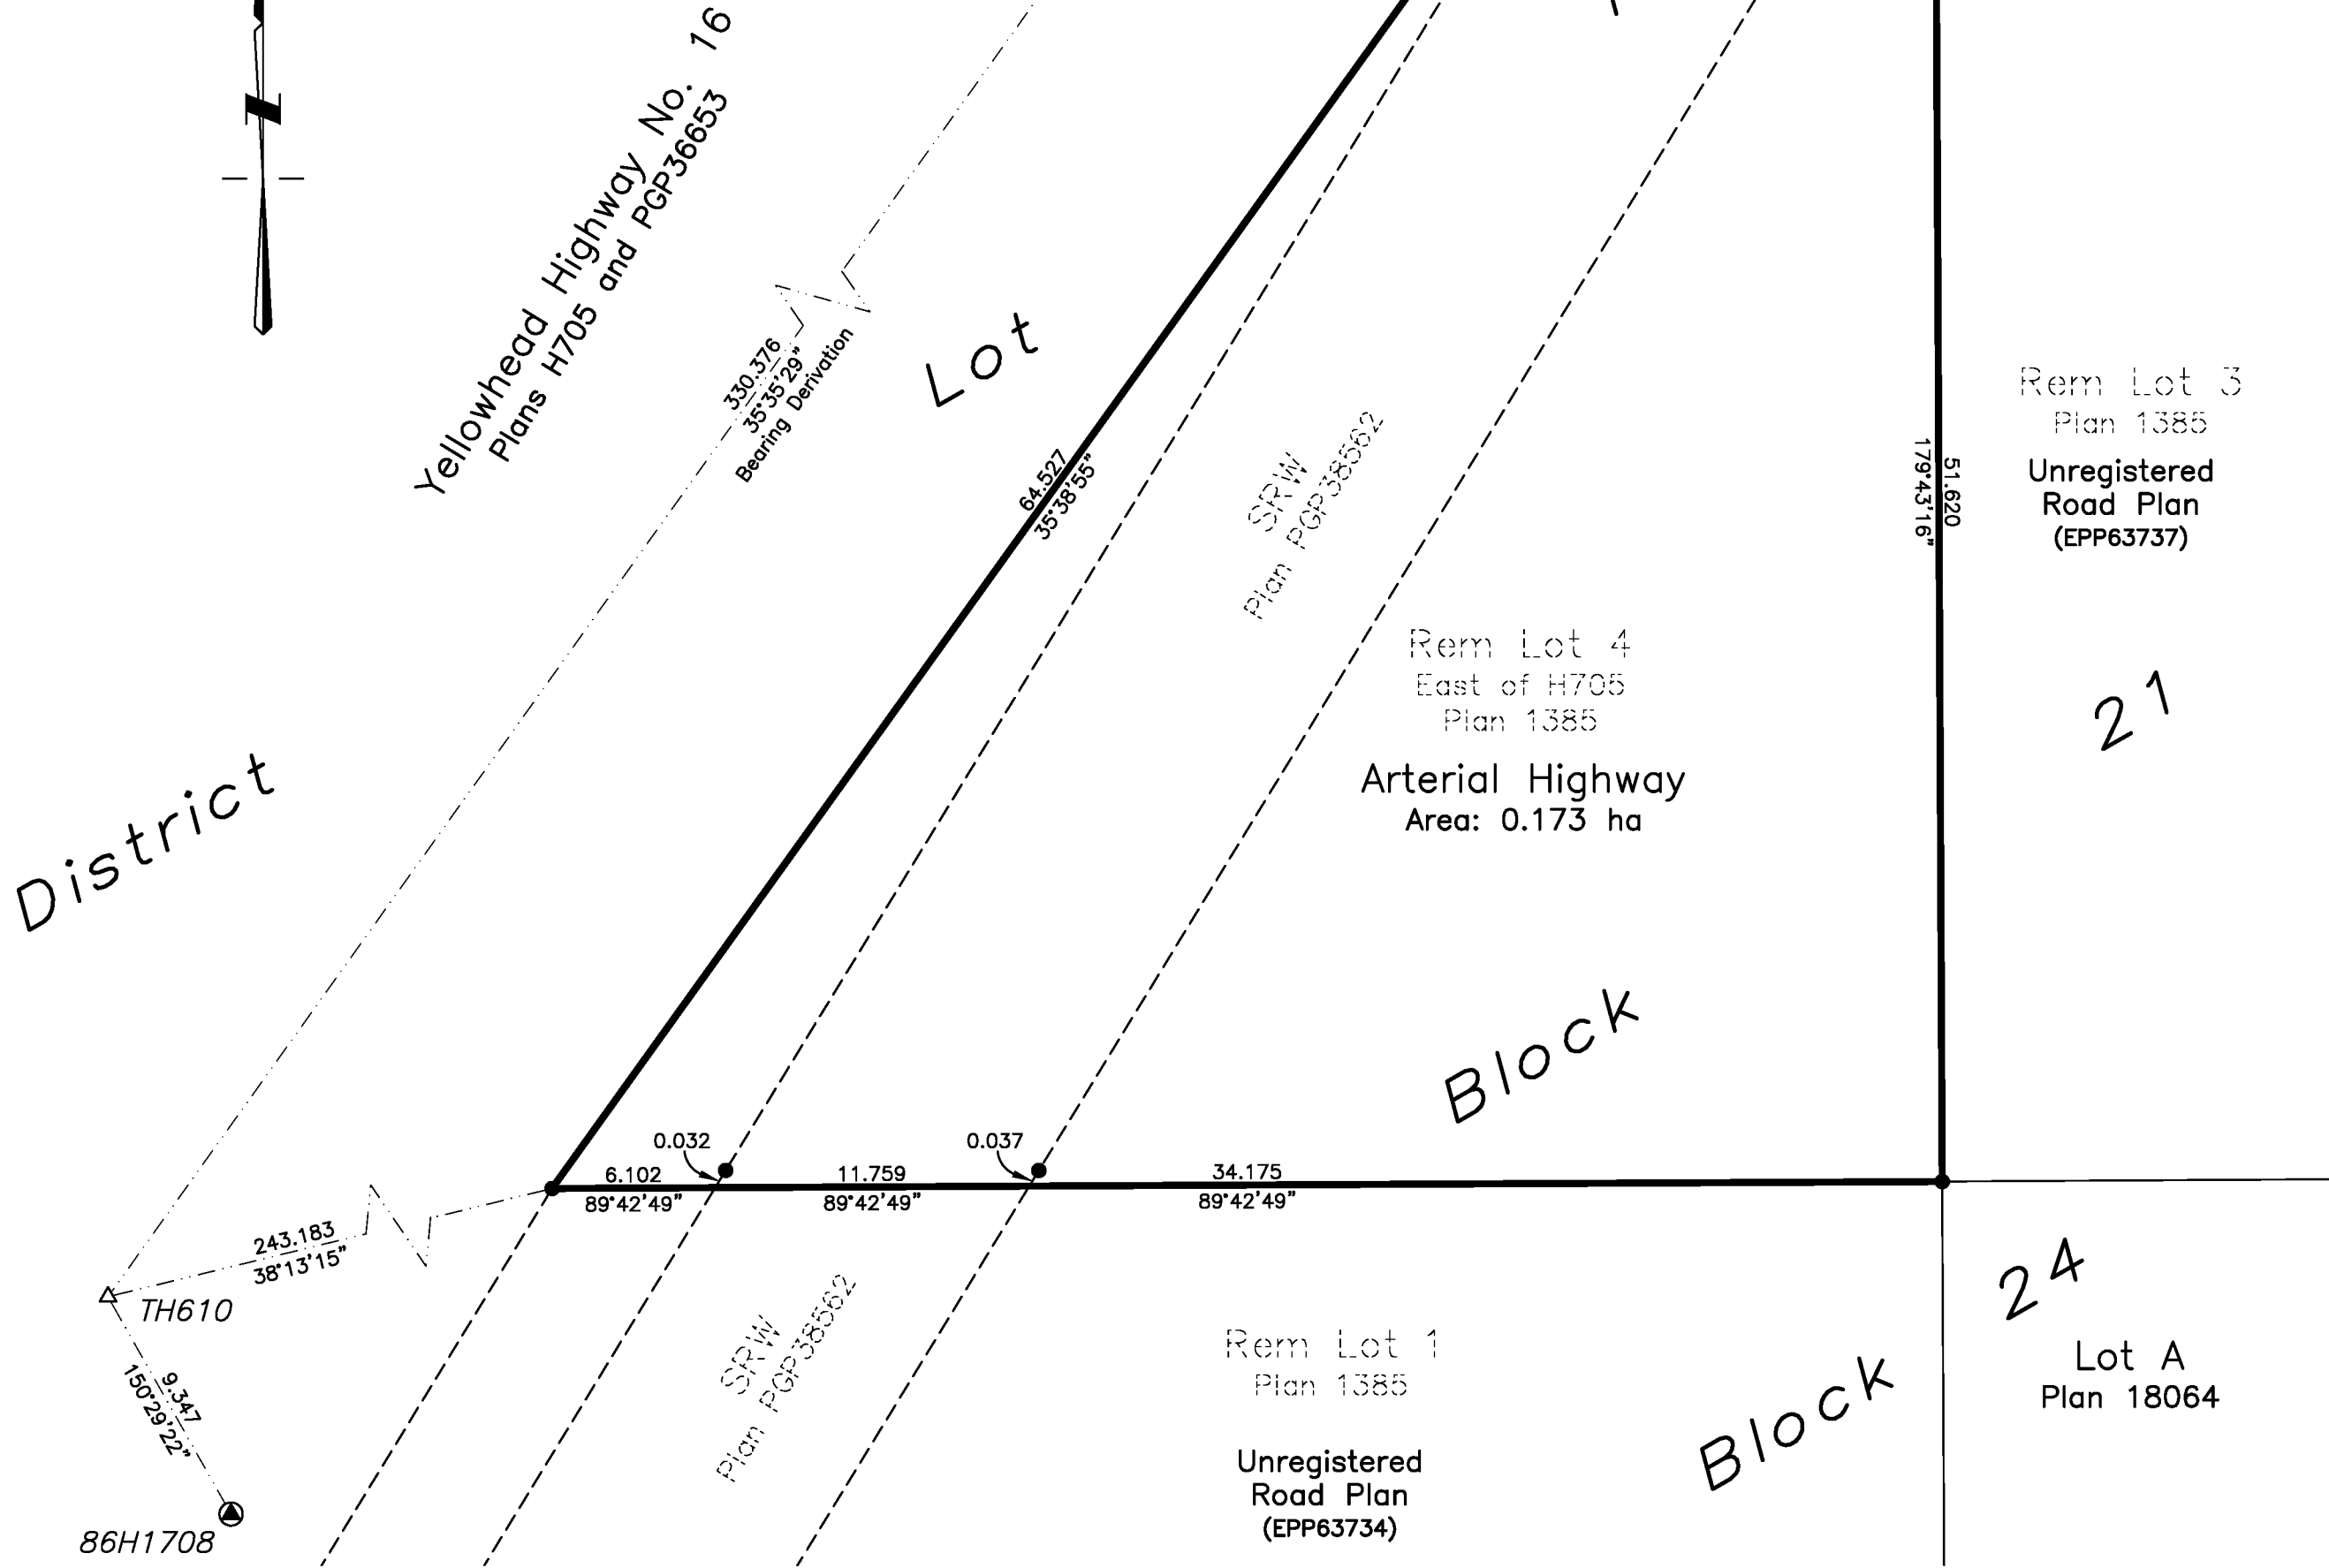 N
Yellowhead Highway No. 16
Plans H705 and PGP36653
330.376
35°35'29"
Bearing Derivation
Lot
64.527
35°38'55"
SRW
Plan PGP38562
179°43'16"
51.620
Rem Lot 3
Plan 1385
Unregistered
Road Plan
(EPP63737)
Rem Lot 4
East of H705
Plan 1385
Arterial Highway
Area: 0.173 ha
21
District
Block
0.032
0.037
6.102
89°42'49"
11.759
89°42'49"
34.175
89°42'49"
243.183
38°13'15"
TH610
9.347
150°29'22"
86H1708
SRW
Plan PGP38562
Rem Lot 1
Plan 1385
Unregistered
Road Plan
(EPP63734)
Block
24
Lot A
Plan 18064